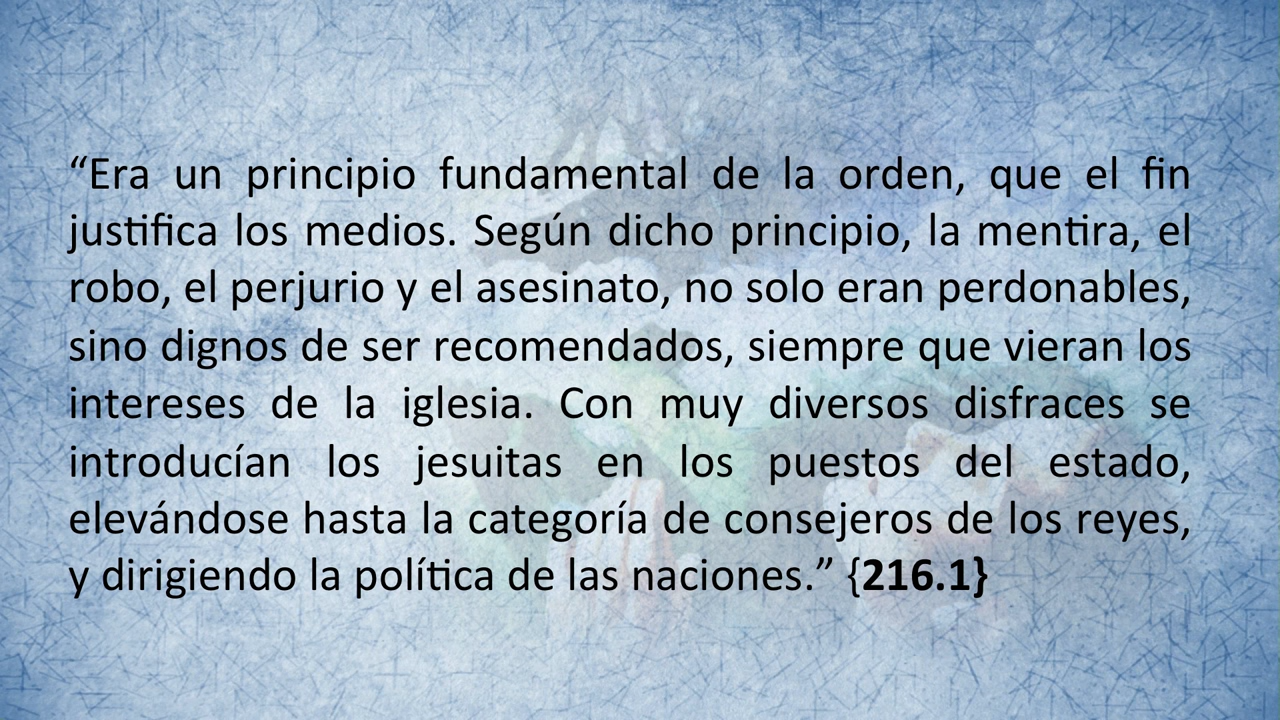 “Era un principio fundamental de la orden, que el fin
justifica los medios. Según dicho principio, la mentira, el
robo, el perjurio y el asesinato, no solo eran perdonables,
sino dignos de ser recomendados, siempre que vieran los
intereses de la iglesia. Con muy diversos disfraces se
introducían los jesuitas en los puestos del estado,
elevándose hasta la categoría de consejeros de los reyes,
y dirigiendo la política de las naciones.” {216.1}